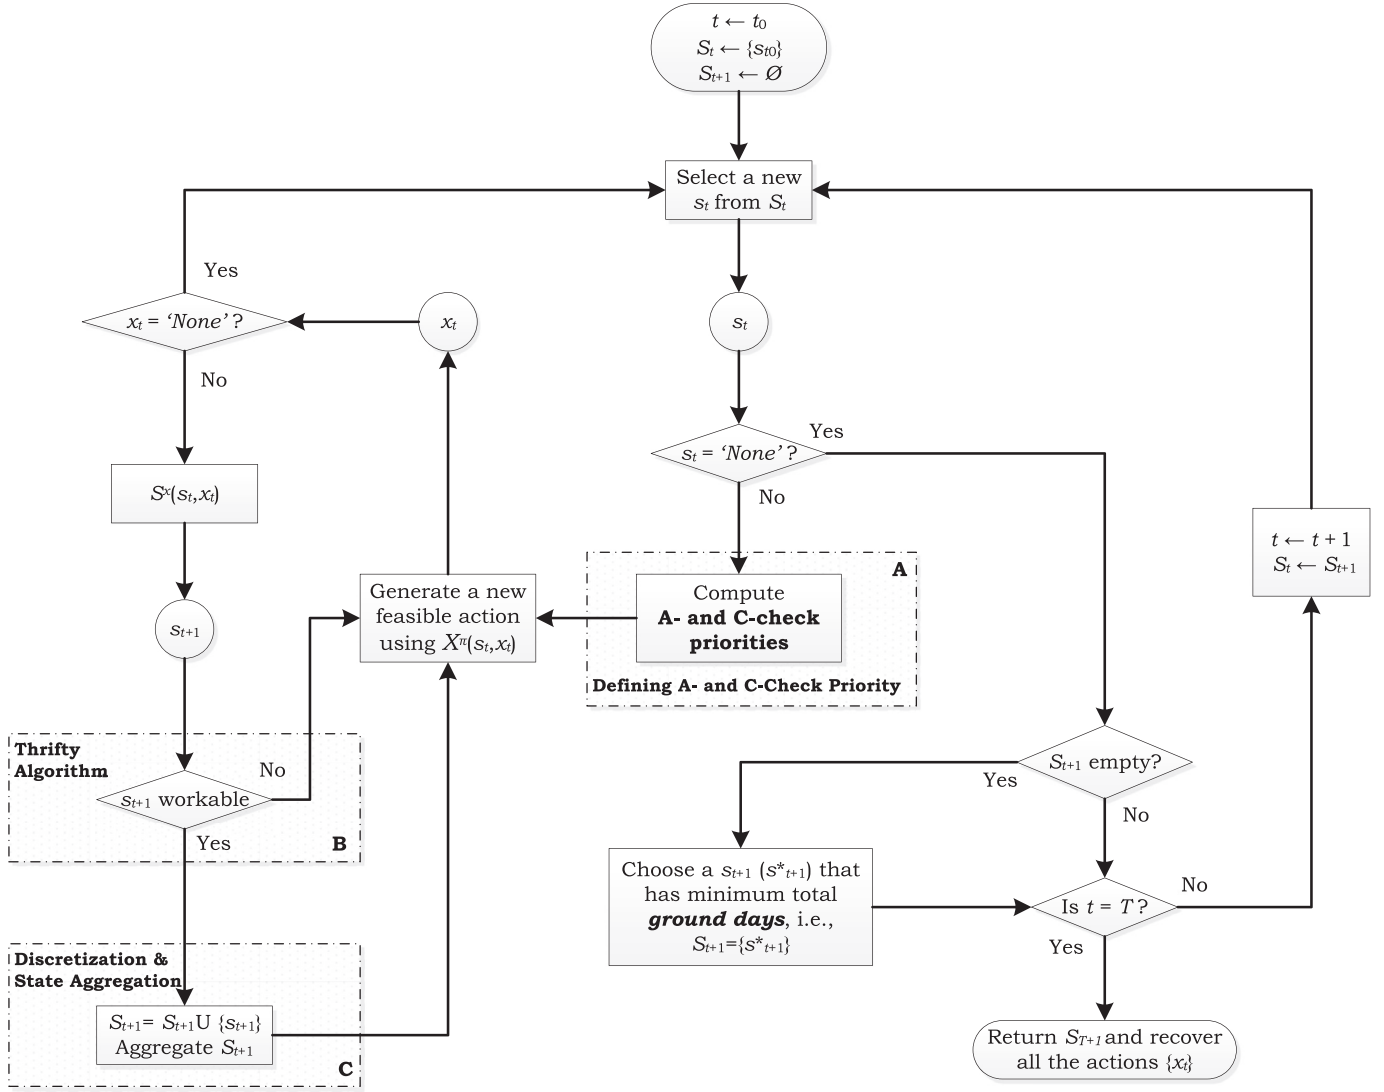 t ← t0
St ← {st0}
St+1 ← Ø
Select a new
st from St
Yes
xt = ‘None’ ?
xt
st
No
Yes
st = ‘None’ ?
No
Sx(st,xt)
t ← t + 1
St ← St+1
A
Compute
A- and C-check
priorities
Defining A- and C-Check Priority
Generate a new
feasible action
using Xπ(st,xt)
st+1
Thrifty
Algorithm
No
st+1 workable
Yes
B
St+1 empty?
Yes
No
Choose a st+1 (s*t+1) that
has minimum total
ground days, i.e.,
St+1={s*t+1}
Is t = T ?
No
Yes
Discretization &
State Aggregation
St+1= St+1U {st+1}
Aggregate St+1
C
Return ST+1 and recover
all the actions {xt}